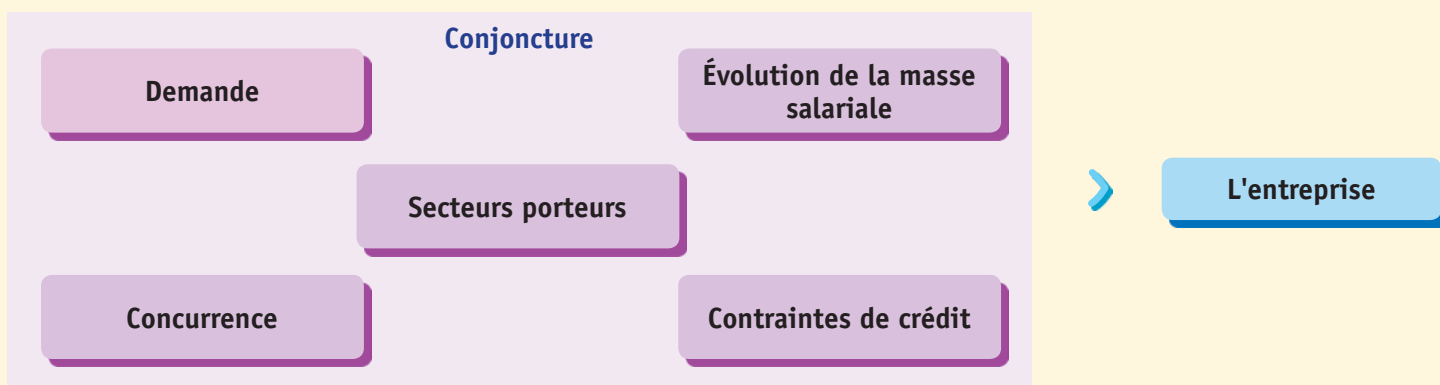 Conjoncture
Demande
Évolution de la masse
salariale
Secteurs porteurs
L'entreprise
Concurrence
Contraintes de crédit